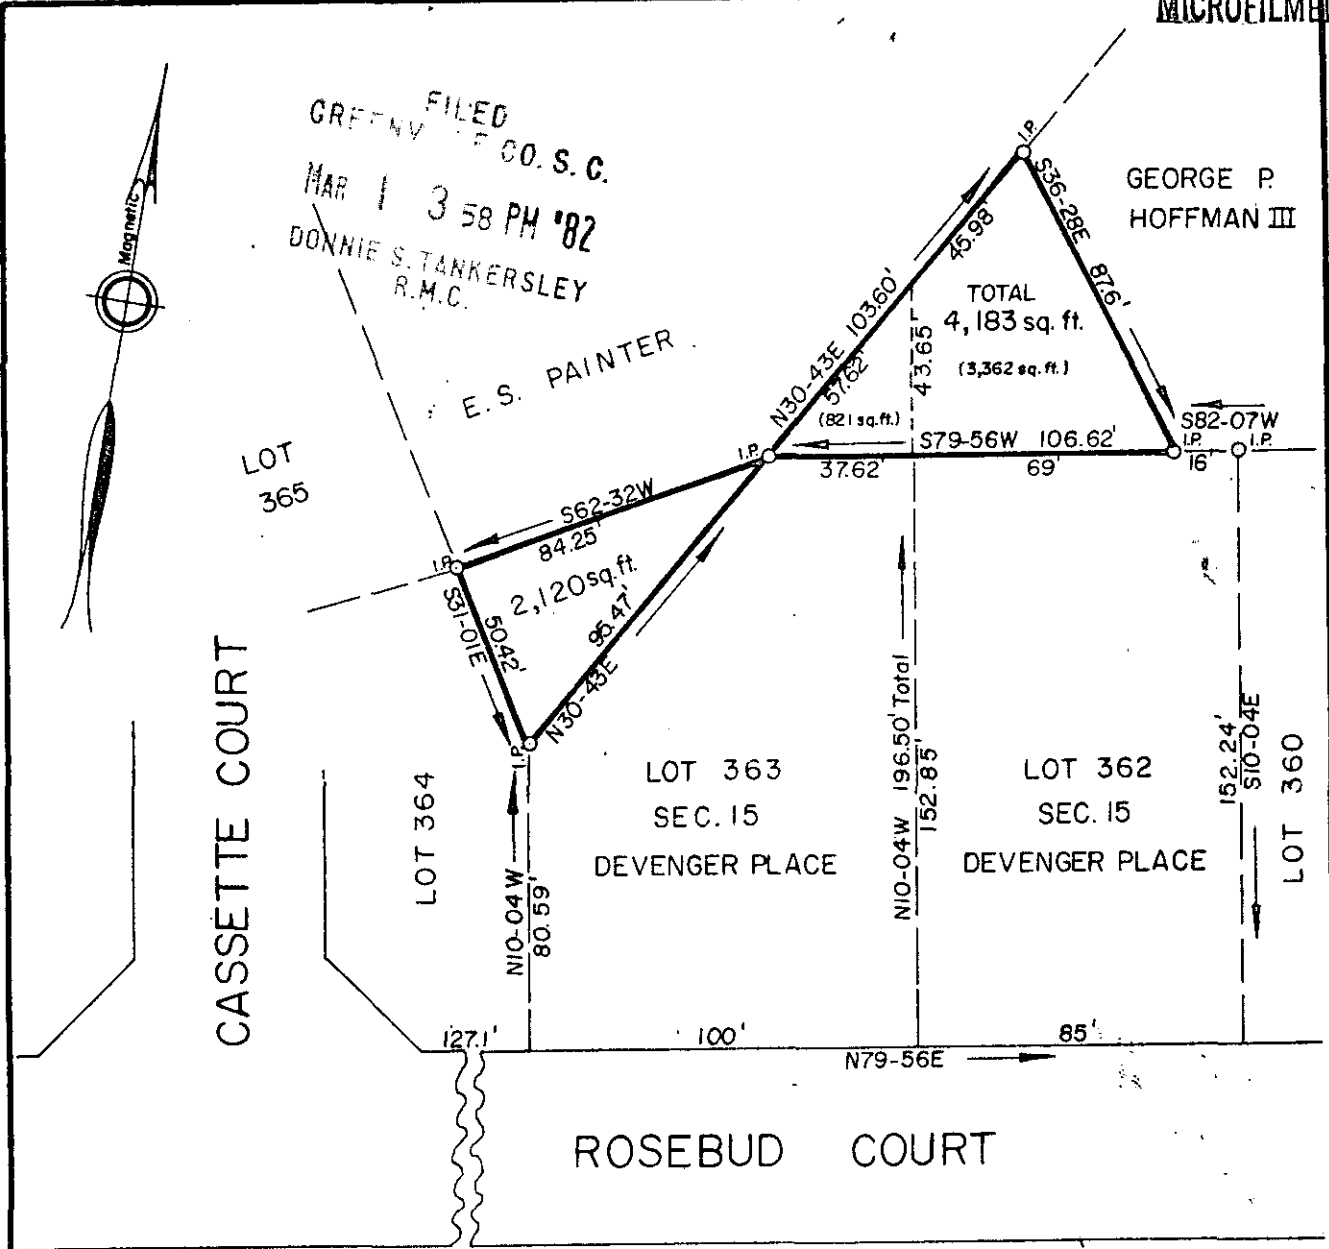 MICROFILME
FILED
GREENV E CO. S. C.
MAR 1 3 58 PM '82
DONNIE S. TANKERSLEY
R.M.C.
Magnetic
I.P.
S36-28E
87.6'
GEORGE P.
HOFFMAN III
45.98'
N30-43E 103.60'
57.62'
TOTAL
4,183 sq. ft.
(3,362 sq. ft.)
43.65'
(821 sq. ft.)
E. S. PAINTER
LOT
365
I.P.
S79-56W 106.62'
37.62'
69'
S82-07W
I.P.
16'
I.P.
S62-32W
84.25'
I.P.
2,120 sq. ft.
S31-01E
50.42'
95.47'
N30-43E
I.P.
CASSETTE COURT
LOT 364
N10-04W
80.59'
LOT 363
SEC. 15
DEVENGER PLACE
N10-04W 196.50' Total
152.85'
LOT 362
SEC. 15
DEVENGER PLACE
152.24'
S10-04E
LOT 360
127.1'
100'
85'
N79-56E
ROSEBUD COURT